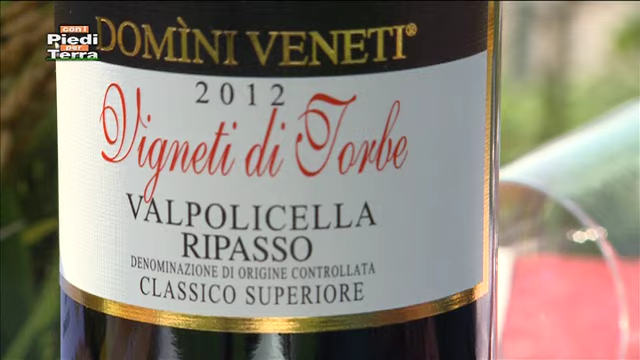 con i
Piedi
per
Terra
DOMÌNI VENETI®
2012
Vigneti di Torbe
VALPOLICELLA
RIPASSO
DENOMINAZIONE DI ORIGINE CONTROLLATA
CLASSICO SUPERIORE